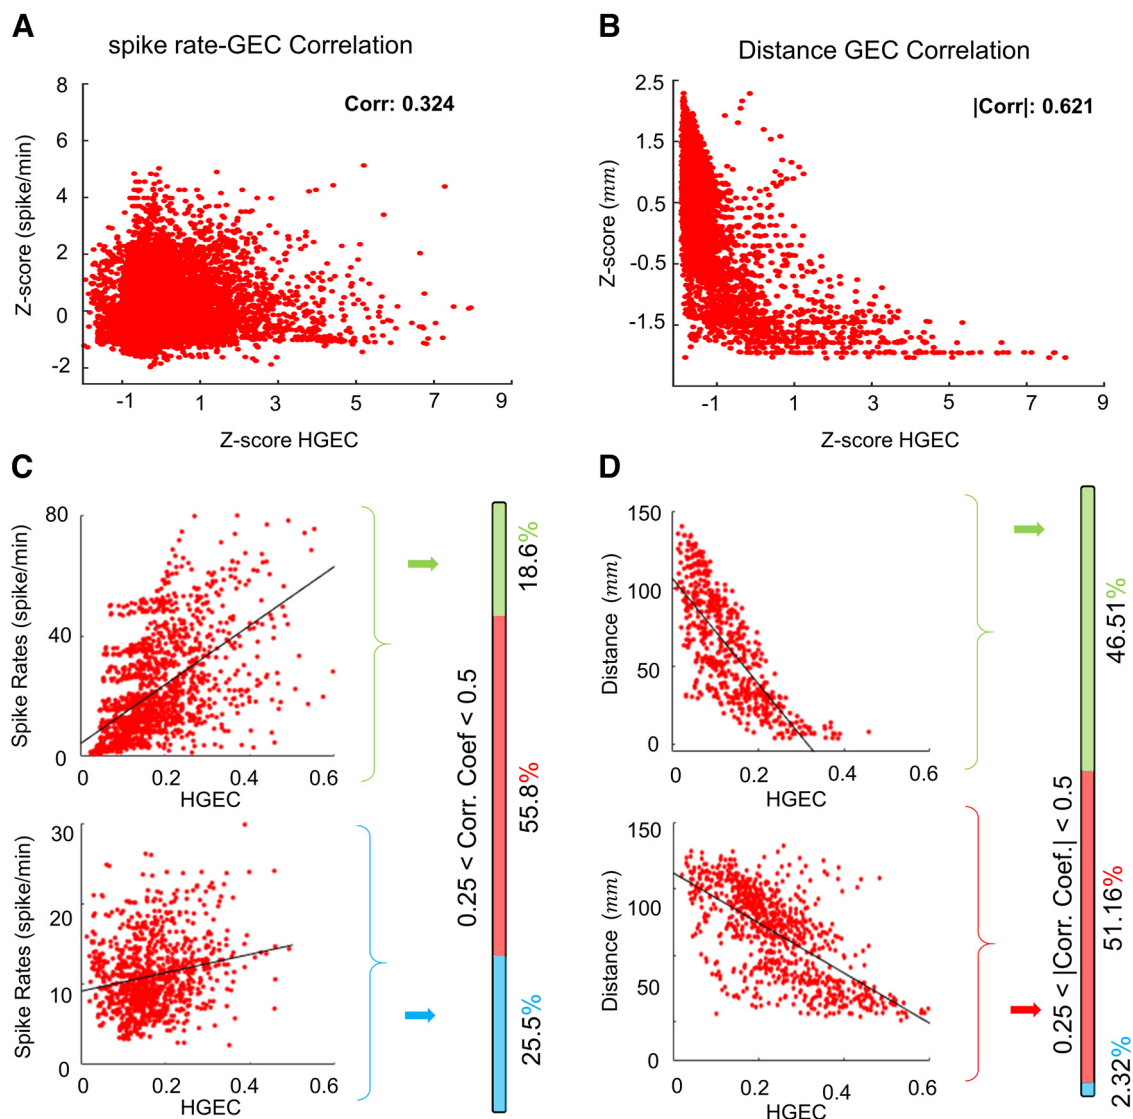 A
spike rate-GEC Correlation
Corr: 0.324
Z-score (spike/min)
8
6
4
2
0
-2
-1
1
3
5
7
9
Z-score HGEC
B
Distance GEC Correlation
|Corr|: 0.621
Z-score (mm)
2.5
1.5
0.5
-0.5
-1.5
-1
1
3
5
7
9
Z-score HGEC
C
Spike Rates (spike/min)
80
40
0
0
0.2
0.4
0.6
HGEC
Spike Rates (spike/min)
30
20
10
0
0
0.2
0.4
0.6
HGEC
0.25 < Corr. Coef < 0.5
18.6%
55.8%
25.5%
D
Distance (mm)
150
100
50
0
0
0.2
0.4
0.6
HGEC
Distance (mm)
150
100
50
0
0
0.2
0.4
0.6
HGEC
0.25 < |Corr. Coef.| < 0.5
46.51%
51.16%
2.32%